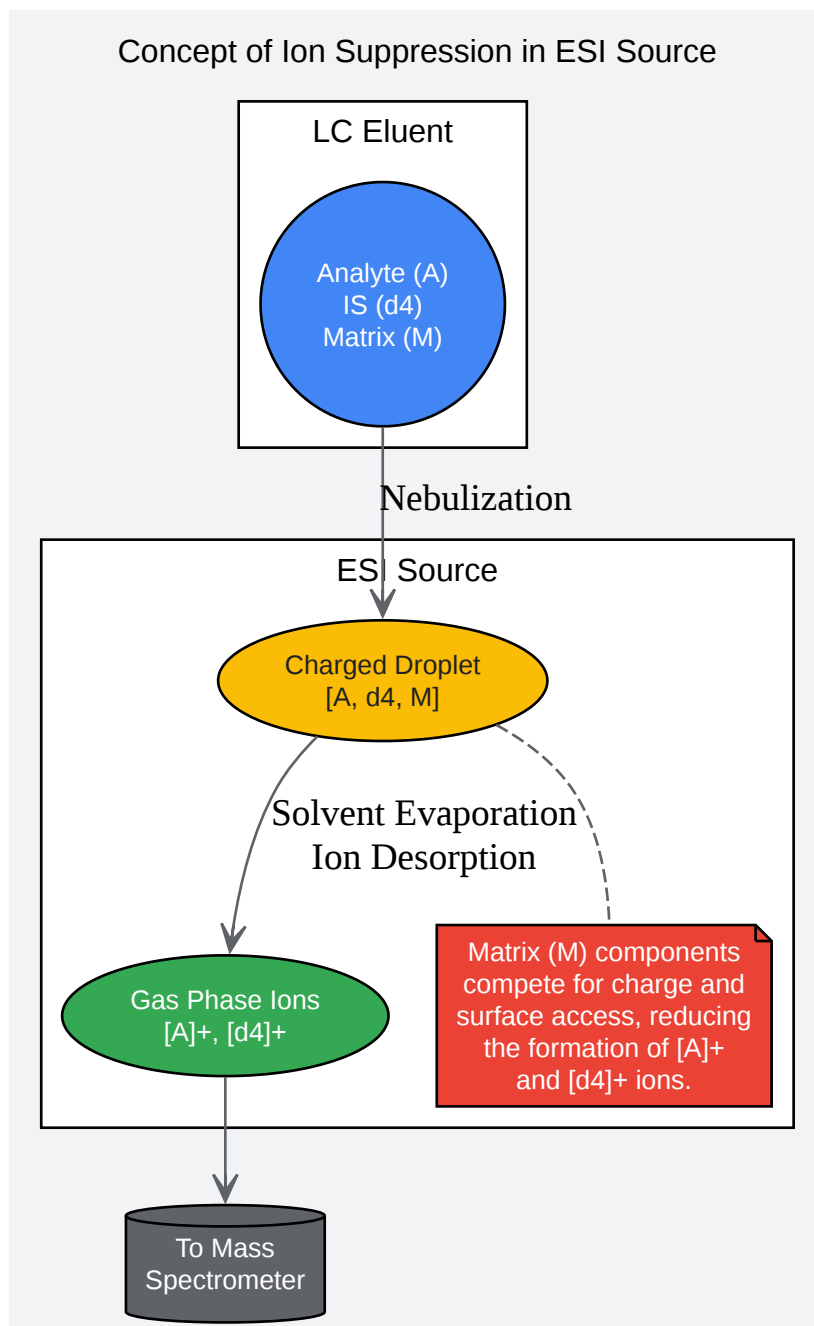 Concept of Ion Suppression in ESI Source
LC Eluent
Analyte (A)
IS (d4)
Matrix (M)
Nebulization
ESI Source
Charged Droplet
[A, d4, M]
Solvent Evaporation
Ion Desorption
Gas Phase Ions
[A]+, [d4]+
Matrix (M) components
compete for charge and
surface access, reducing
the formation of [A]+
and [d4]+ ions.
To Mass
Spectrometer